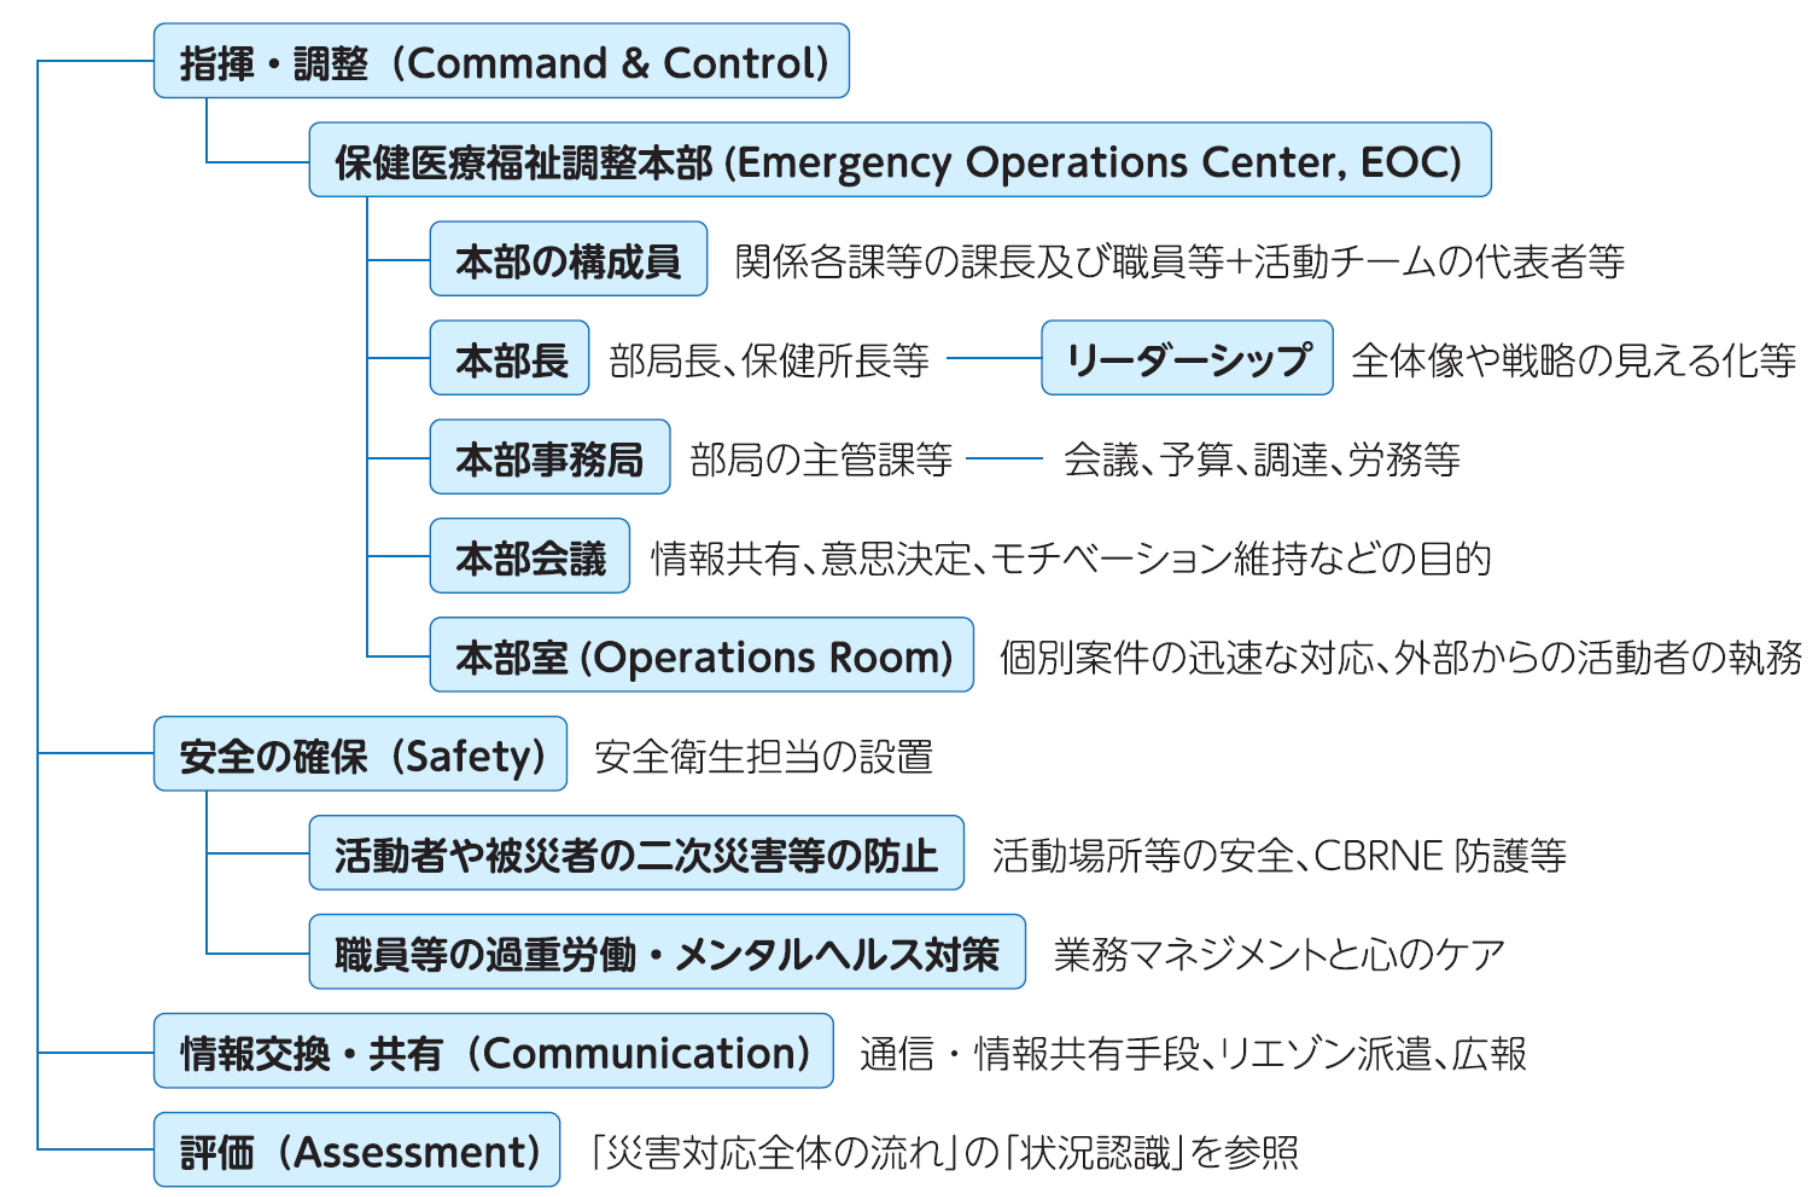 指揮・調整（Command & Control）
保健医療福祉調整本部 (Emergency Operations Center, EOC)
本部の構成員 関係各課等の課長及び職員等＋活動チームの代表者等
本部長 部局長、保健所長等 リーダーシップ 全体像や戦略の見える化等
本部事務局 部局の主管課等 会議、予算、調達、労務等
本部会議 情報共有、意思決定、モチベーション維持などの目的
本部室 (Operations Room) 個別案件の迅速な対応、外部からの活動者の執務
安全の確保（Safety） 安全衛生担当の設置
活動者や被災者の二次災害等の防止 活動場所等の安全、CBRNE 防護等
職員等の過重労働・メンタルヘルス対策 業務マネジメントと心のケア
情報交換・共有（Communication） 通信・情報共有手段、リエゾン派遣、広報
評価（Assessment） 「災害対応全体の流れ」の「状況認識」を参照